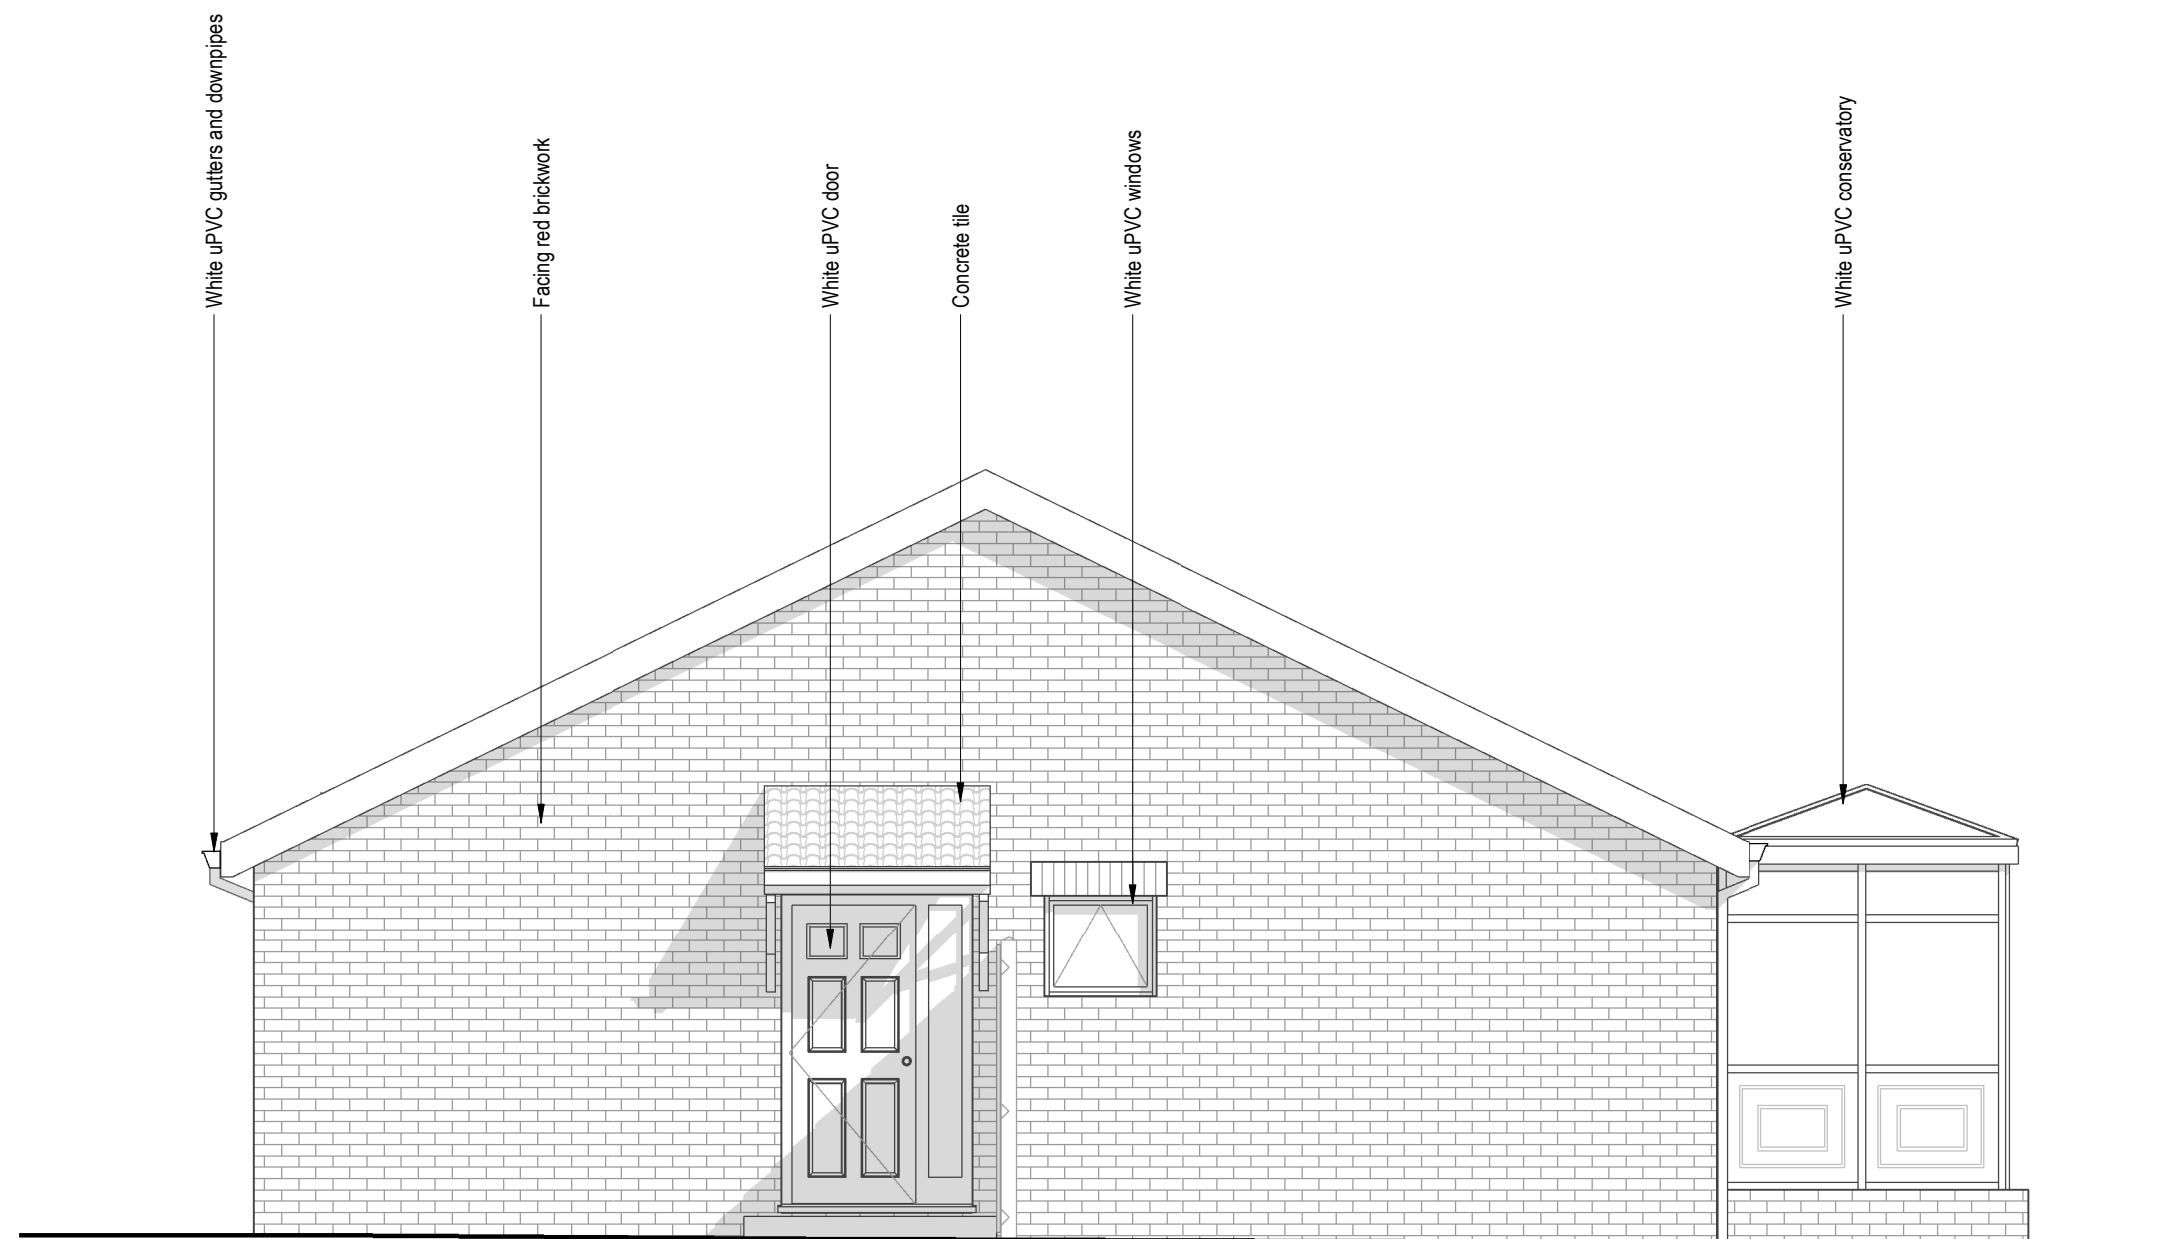 White uPVC gutters and downpipes
Facing red brickwork
White uPVC door
Concrete tile
White uPVC windows
White uPVC conservatory